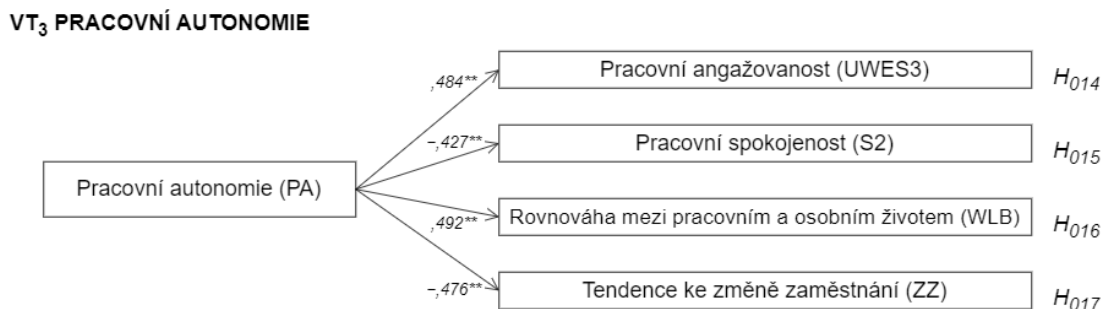 VT3 PRACOVNÍ AUTONOMIE
Pracovní angažovanost (UWES3)
,484**
H014
Pracovní spokojenost (S2)
–,427**
H015
Pracovní autonomie (PA)
Rovnováha mezi pracovním a osobním životem (WLB)
,492**
H016
Tendence ke změně zaměstnání (ZZ)
–,476**
H017